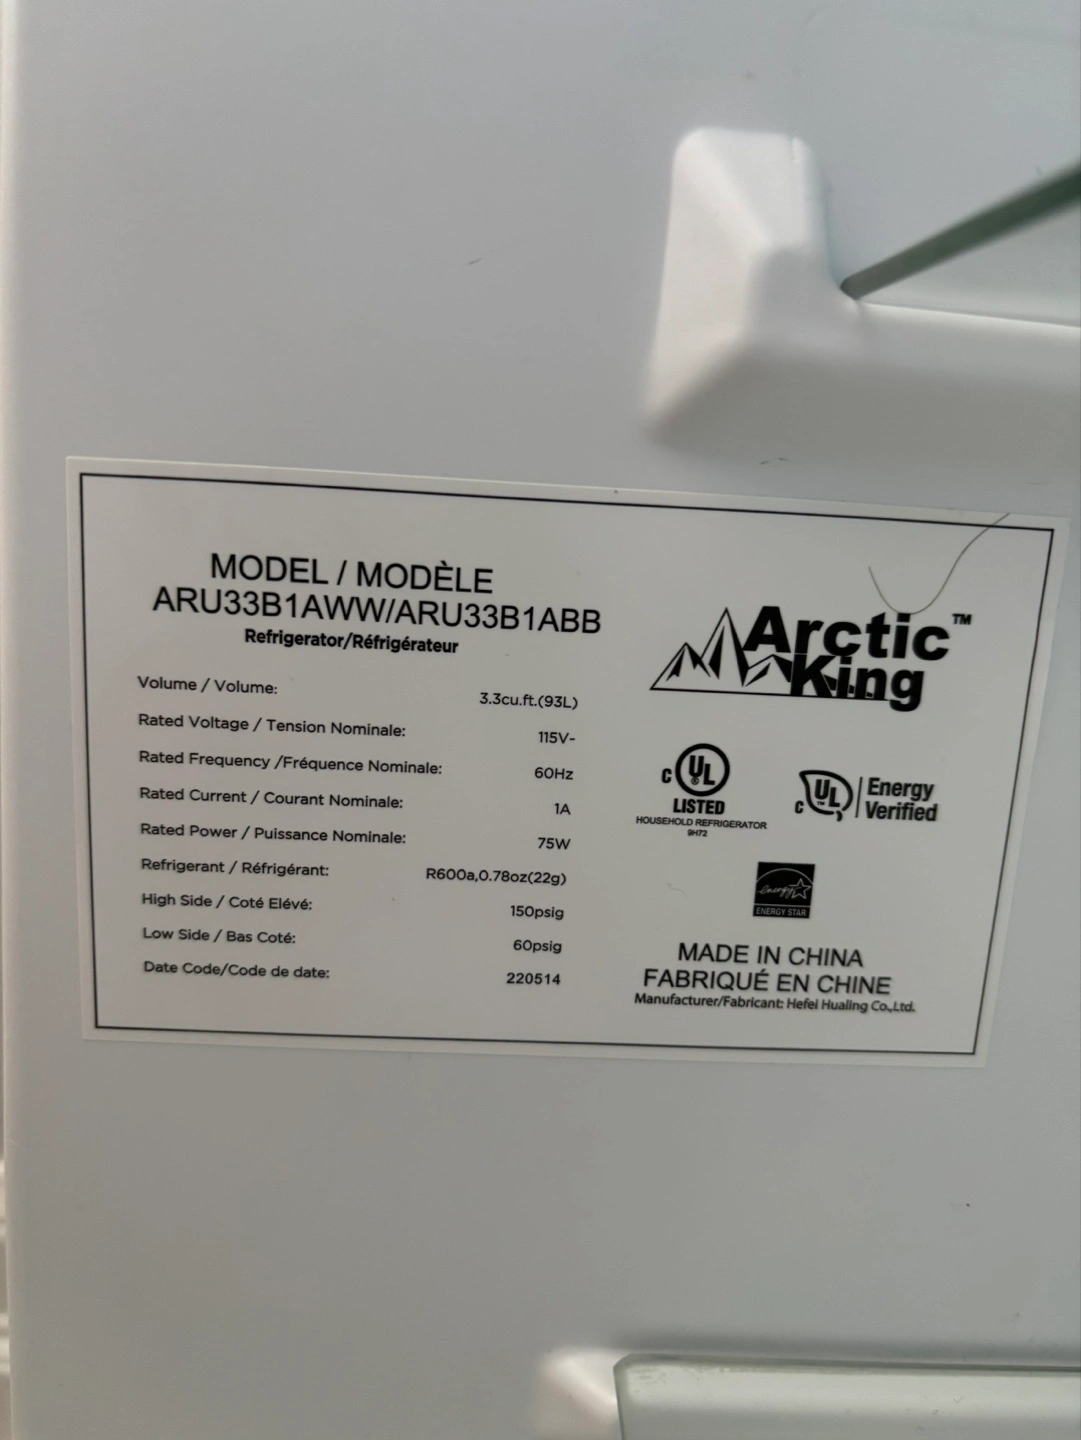 MODEL / MODÈLE
ARU33B1AWW/ARU33B1ABB
Refrigerator/Réfrigérateur
Volume / Volume: 3.3cu.ft.(93L)
Rated Voltage / Tension Nominale: 115V~
Rated Frequency /Fréquence Nominale: 60Hz
Rated Current / Courant Nominale: 1A
Rated Power / Puissance Nominale: 75W
Refrigerant / Réfrigérant: R600a,0.78oz(22g)
High Side / Coté Elévé: 150psig
Low Side / Bas Coté: 60psig
Date Code/Code de date: 220514
Arctic™
King
C UL ®
LISTED
HOUSEHOLD REFRIGERATOR
9H72
C UL ™ Energy
Verified
energy
ENERGY STAR
MADE IN CHINA
FABRIQUÉ EN CHINE
Manufacturer/Fabricant: Hefei Hualing Co.,Ltd.